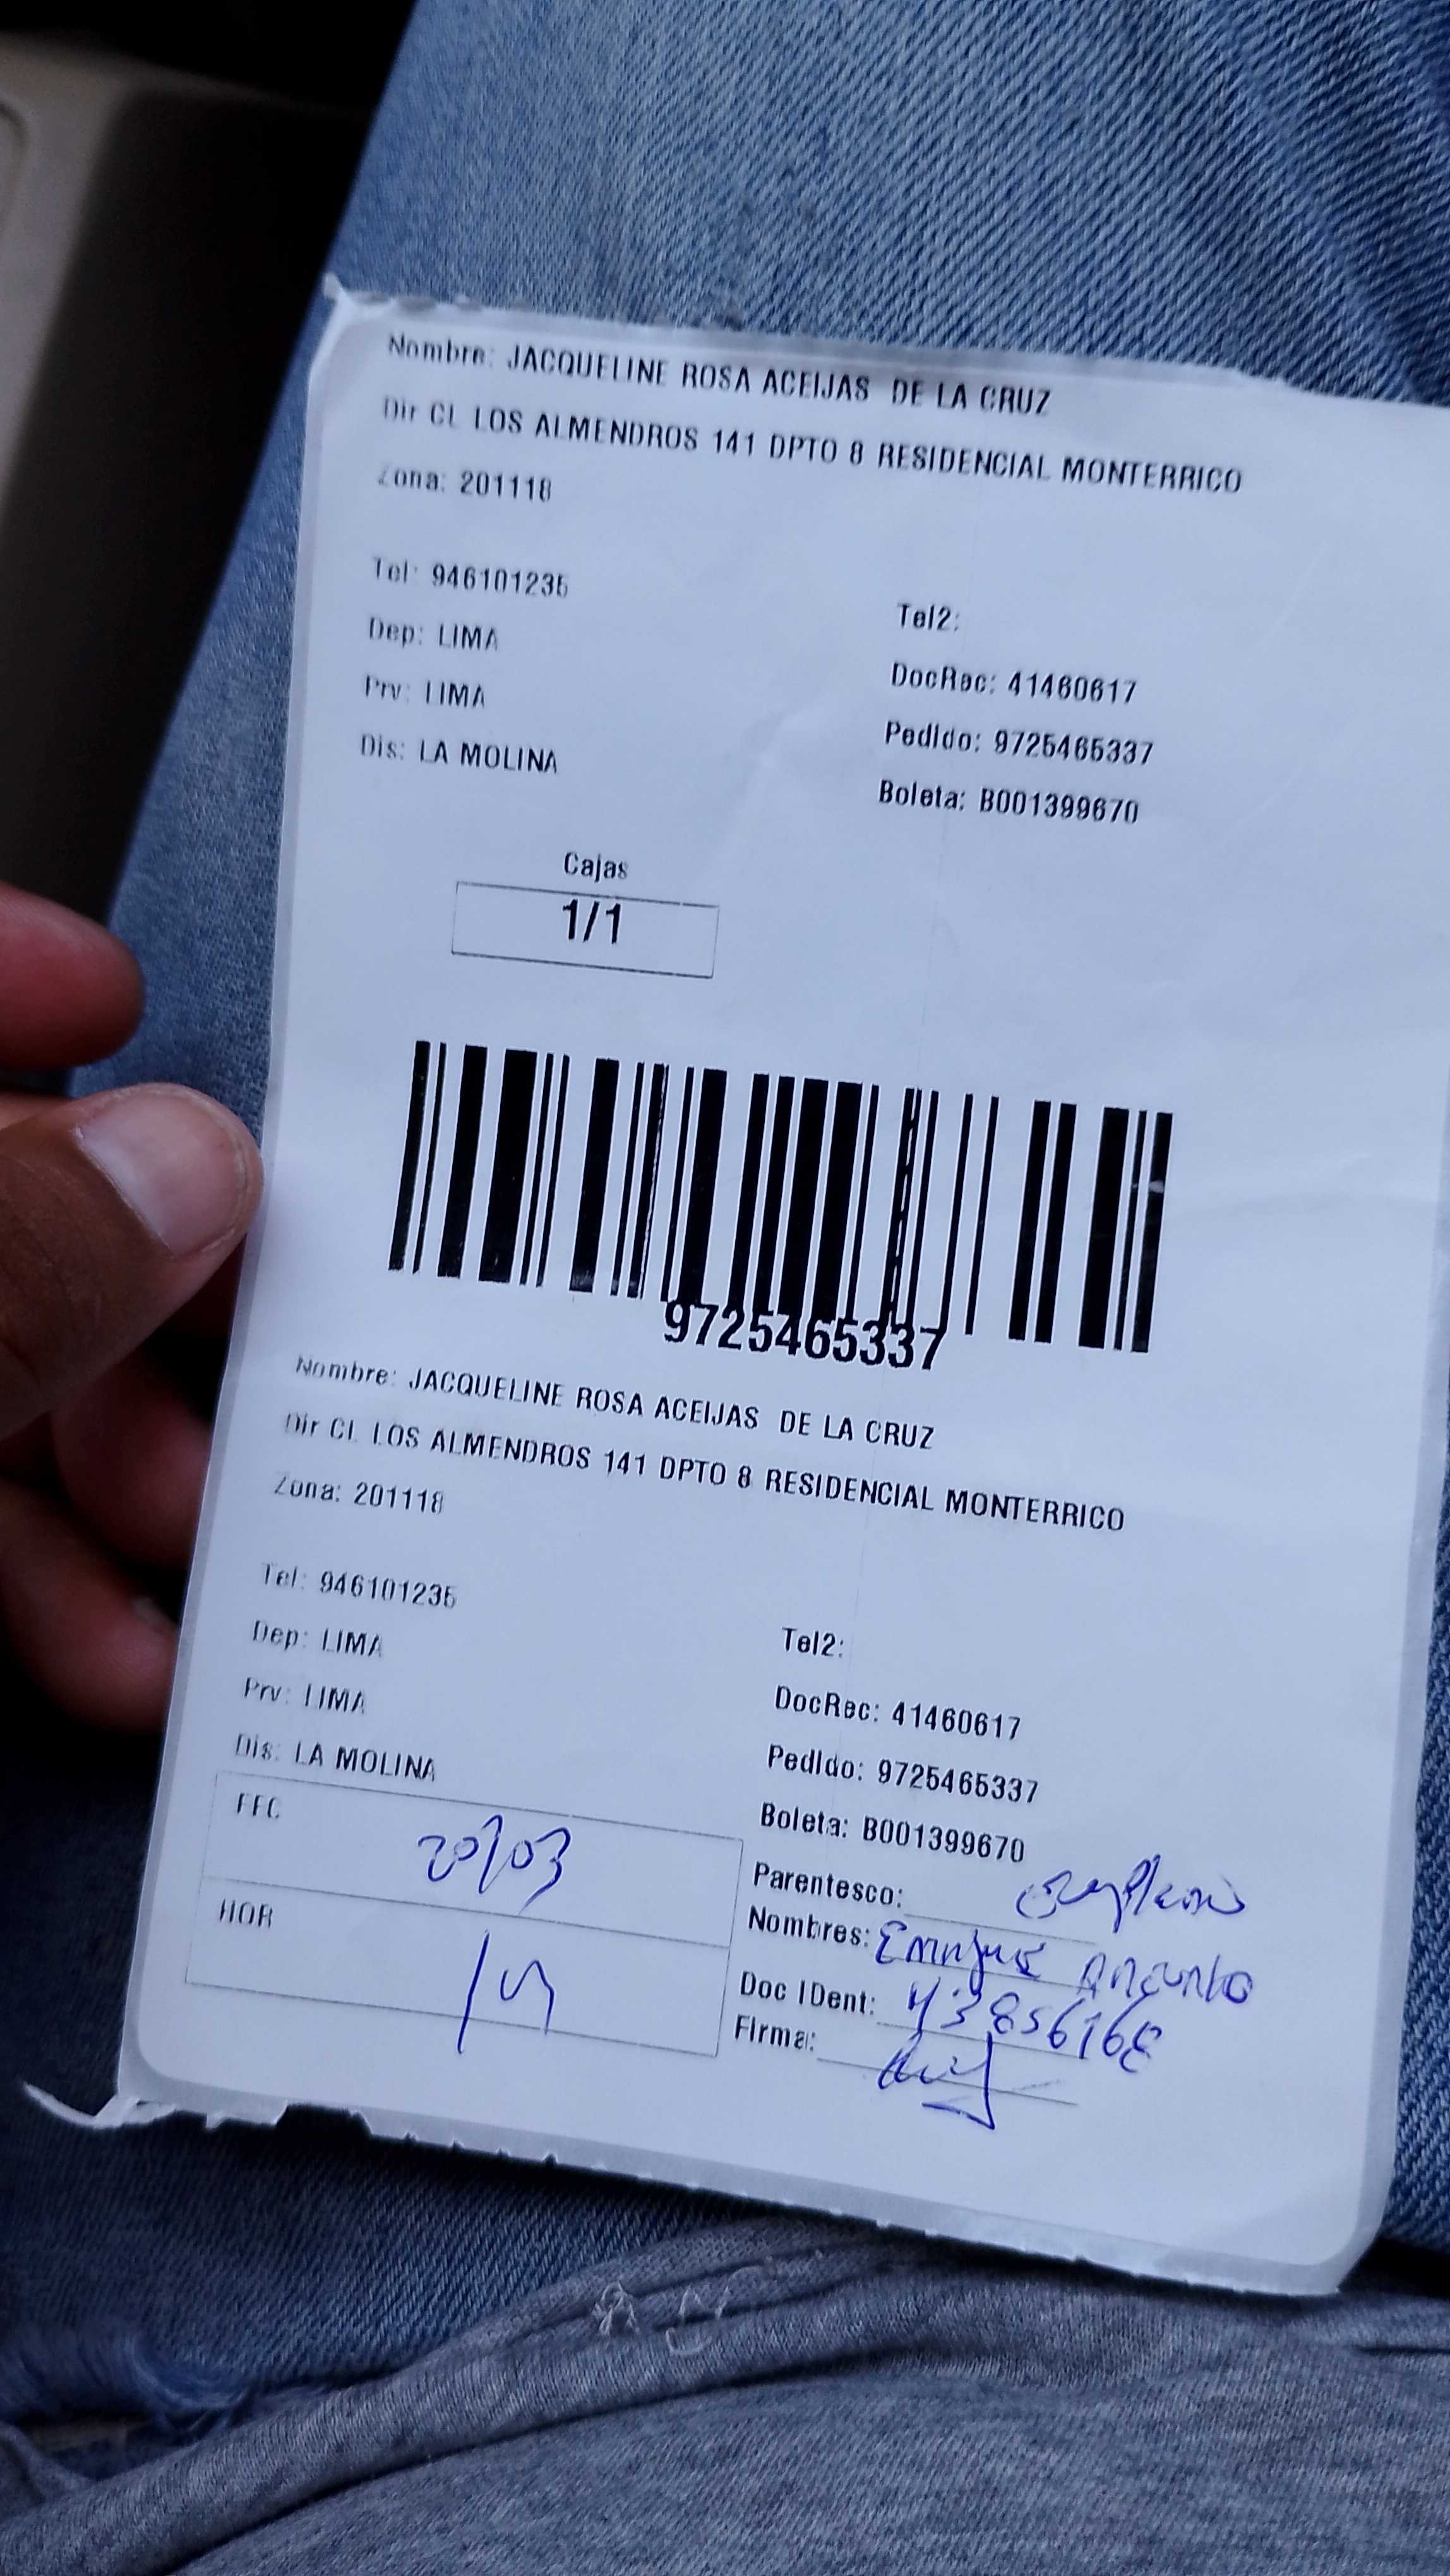 Nombre: JACQUELINE ROSA ACEIJAS DE LA CRUZ
Dir CL LOS ALMENDROS 141 DPTO 8 RESIDENCIAL MONTERRICO
Zona: 201118
Tel: 946101235
Tel2:
Dep: LIMA
DocRec: 41460617
Prv: LIMA
Pedido: 9725465337
Dis: LA MOLINA
Boleta: B001399670
Cajas
1/1
9725465337
Nombre: JACQUELINE ROSA ACEIJAS DE LA CRUZ
Dir CL LOS ALMENDROS 141 DPTO 8 RESIDENCIAL MONTERRICO
Zona: 201118
Tel: 946101235
Tel2:
Dep: LIMA
DocRec: 41460617
Prv: LIMA
Pedido: 9725465337
Dis: LA MOLINA
Boleta: B001399670
FEC 20/03
Parentesco:
HOR
Nombres: Enrique
Doc IDent:
Firma: